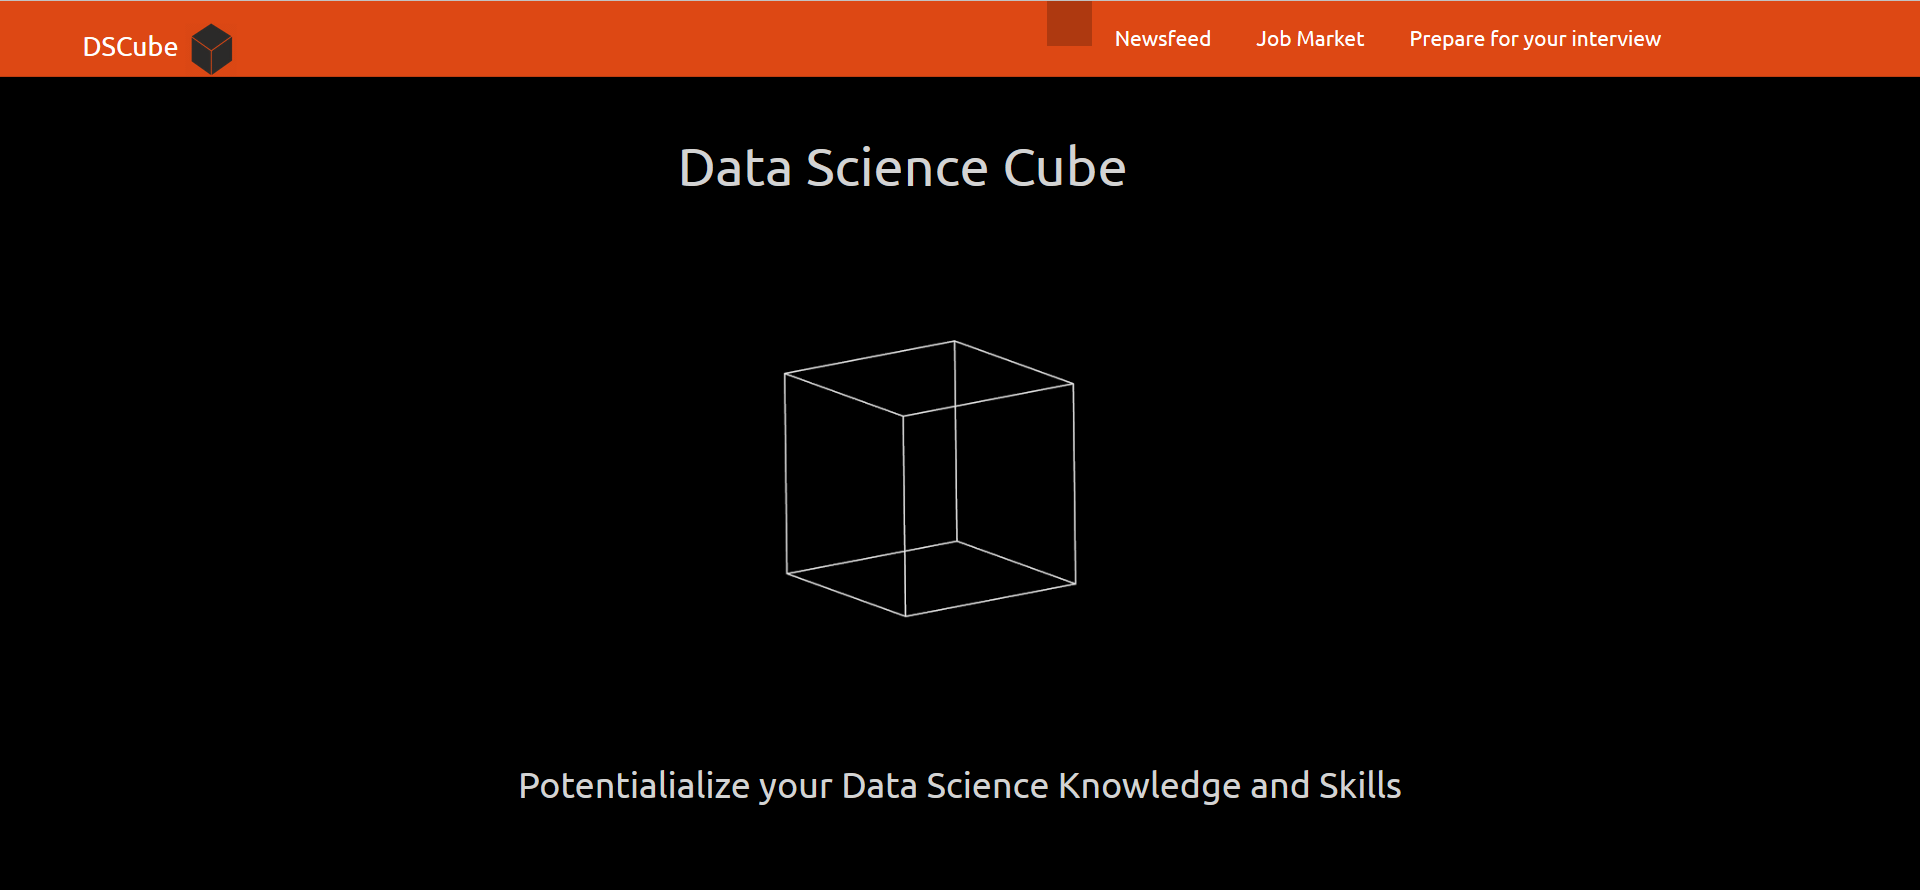 DSCube
Newsfeed Job Market Prepare for your interview
Data Science Cube
Potentialialize your Data Science Knowledge and Skills